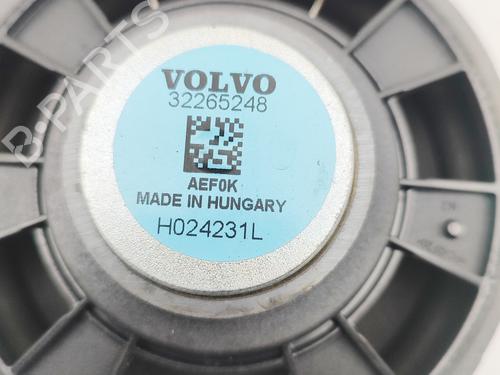 VOLVO
32265248
AEF0K
MADE IN HUNGARY
H024231L
B-PARTS